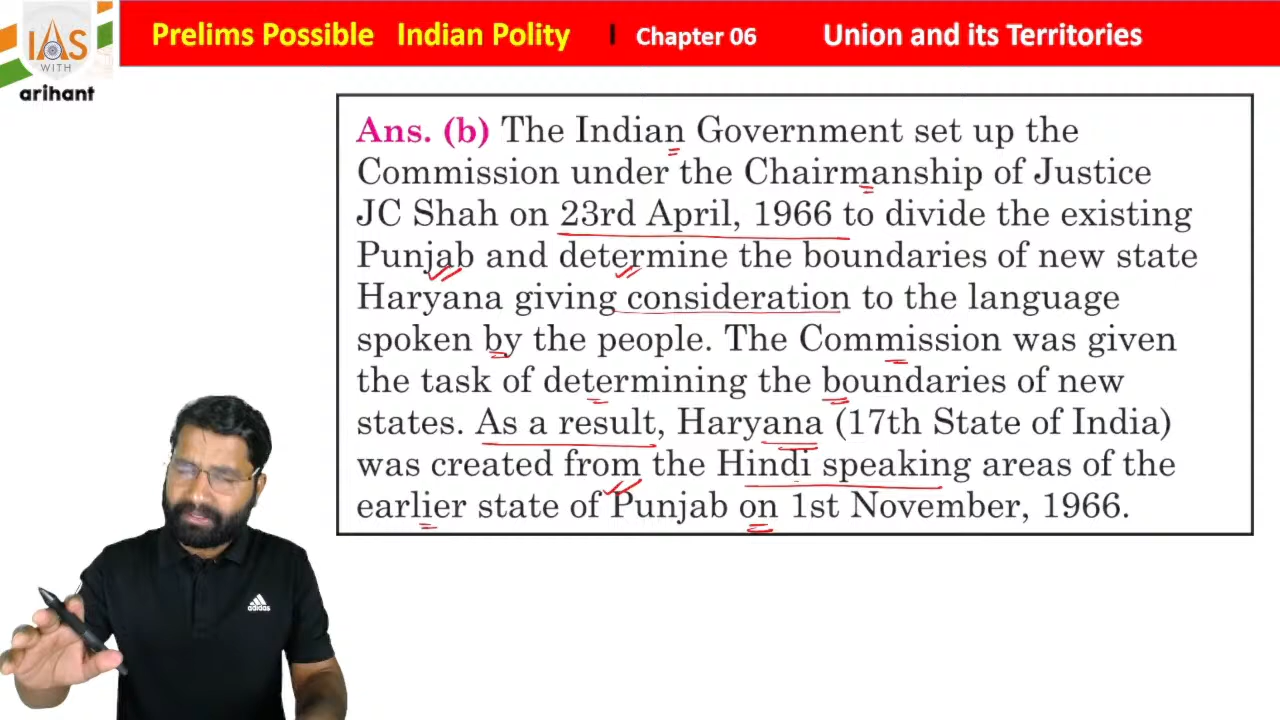 IAS
WITH
arihant
Prelims Possible Indian Polity | Chapter 06 Union and its Territories
Ans. (b) The Indian Government set up the
Commission under the Chairmanship of Justice
JC Shah on 23rd April, 1966 to divide the existing
Punjab and determine the boundaries of new state
Haryana giving consideration to the language
spoken by the people. The Commission was given
the task of determining the boundaries of new
states. As a result, Haryana (17th State of India)
was created from the Hindi speaking areas of the
earlier state of Punjab on 1st November, 1966.
adidas